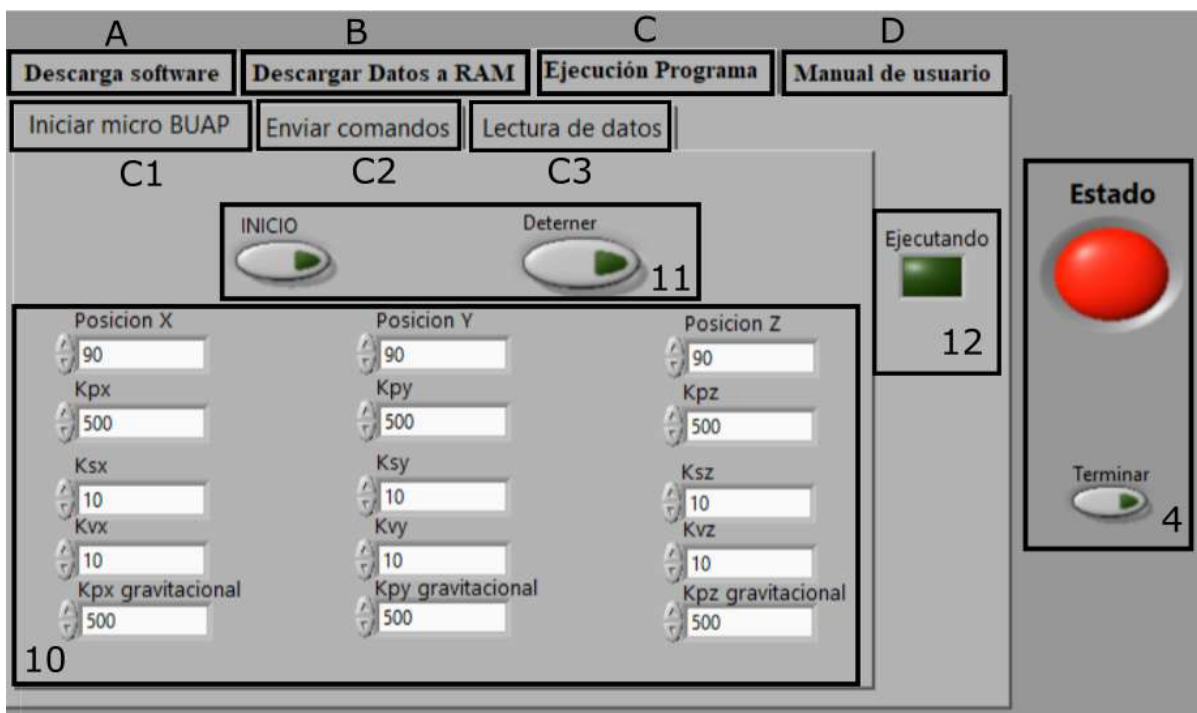 A B C D
Descarga software Descargar Datos a RAM Ejecución Programa Manual de usuario
Iniciar micro BUAP Enviar comandos Lectura de datos
C1 C2 C3
Estado
INICIO Deterner
Ejecutando
11
12
Posicion X Posicion Y Posicion Z
90 90 90
Kpx Kpy Kpz
500 500 500
Ksx Ksy Ksz
10 10 10
Kvx Kvy Kvz
10 10 10
Kpx gravitacional Kpy gravitacional Kpz gravitacional
500 500 500
10
Terminar
4